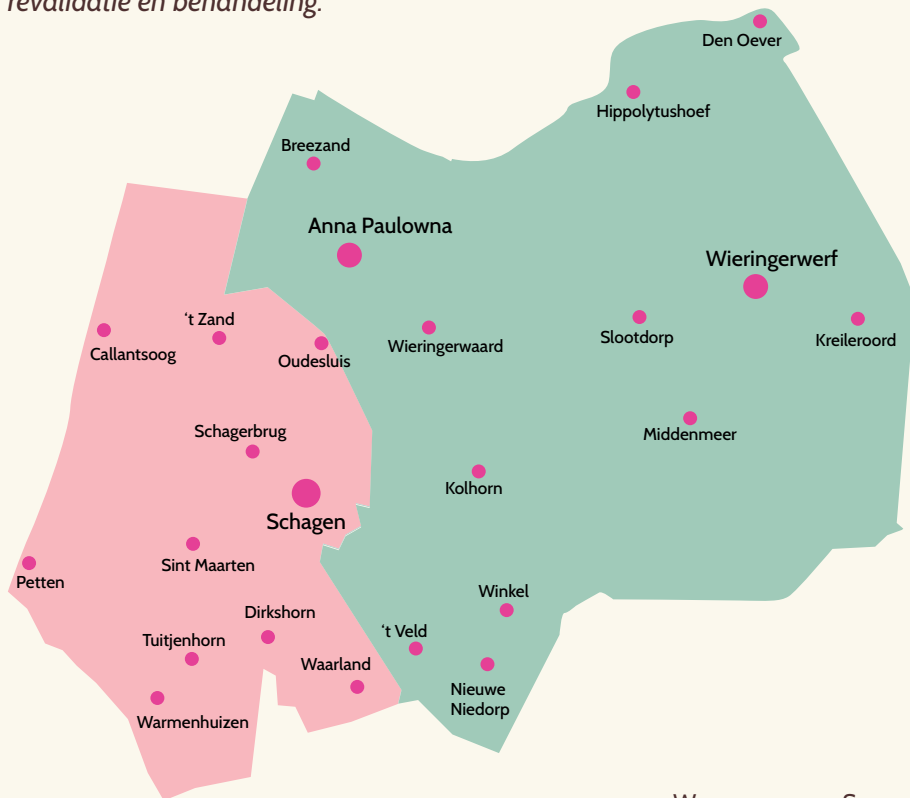 revalidatie en behandeling.
Den Oever
Hippolytushoef
Breezand
Anna Paulowna
Wieringerwerf
‘t Zand
Callantsoog
Oudesluis
Wieringerwaard
Slootdorp
Kreileroord
Schagerbrug
Middenmeer
Kolhorn
Schagen
Sint Maarten
Petten
Winkel
Dirkshorn
‘t Veld
Tuitjenhorn
Waarland
Nieuwe
Niedorp
Warmenhuizen